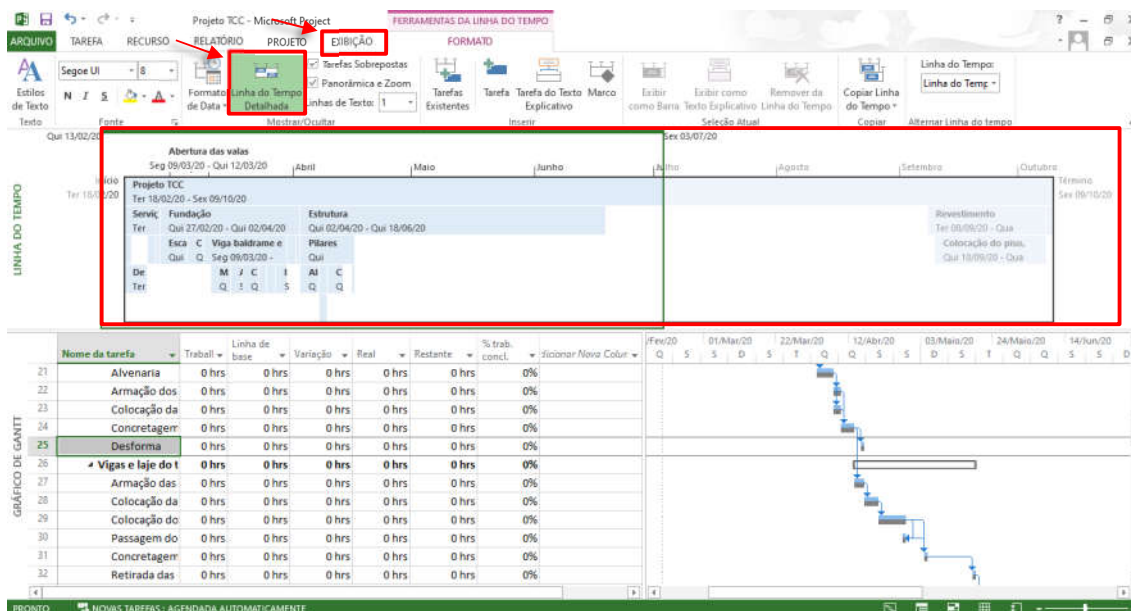 Projeto TCC - Microsoft Project
FERRAMENTAS DA LINHA DO TEMPO
ARQUIVO TAREFA RECURSO RELATÓRIO PROJETO EXIBIÇÃO FORMATO
Segoe UI 8
Estilos de Texto
N I S
Formato de Data
Linha do Tempo Detalhada
Tarefas Sobrepostas
Panorâmica e Zoom
Linhas de Texto: 1
Tarefas Existentes
Tarefa
Tarefa do Texto Explicativo
Marco
Exibir como Barra
Exibir como Texto Explicativo
Remover da Linha do Tempo
Copiar Linha do Tempo
Linha do Tempo:
Linha do Temp
Texto Fonte Mostrar/Ocultar Inserir Seleção Atual Copiar Alternar Linha do tempo
Qui 13/02/20 Sex 03/07/20
Abertura das valas
Seg 09/03/20 - Qui 12/03/20
Abril Maio Junho Julho Agosto Setembro Outubro
LINHA DO TEMPO
Início
Ter 18/02/20
Término
Sex 09/10/20
Projeto TCC
Ter 18/02/20 - Sex 09/10/20
Serviç Fundação Estrutura Revestimento
Ter Qui 27/02/20 - Qui 02/04/20 Qui 02/04/20 - Qui 18/06/20 Ter 08/09/20 - Qua
Esca C Viga baldrame e Pilares Colocação do piso,
Qui Q Seg 09/03/20 - Qui Qui 10/09/20 - Qua
De M C I Al C
Ter Q Q S Q Q
GRÁFICO DE GANTT
Nome da tarefa Traball Linha de base Variação Real Restante % trab. concl. dicionar Nova Colur
/Fev/20 01/Mar/20 22/Mar/20 12/Abr/20 03/Maio/20 24/Maio/20 14/Jun/20
Q S S D S T Q Q S S D S T Q Q S S D
21 Alvenaria 0 hrs 0 hrs 0 hrs 0 hrs 0 hrs 0%
22 Armação dos 0 hrs 0 hrs 0 hrs 0 hrs 0 hrs 0%
23 Colocação da 0 hrs 0 hrs 0 hrs 0 hrs 0 hrs 0%
24 Concretagem 0 hrs 0 hrs 0 hrs 0 hrs 0 hrs 0%
25 Desforma 0 hrs 0 hrs 0 hrs 0 hrs 0 hrs 0%
26 Vigas e laje do t 0 hrs 0 hrs 0 hrs 0 hrs 0 hrs 0%
27 Armação das 0 hrs 0 hrs 0 hrs 0 hrs 0 hrs 0%
28 Colocação da 0 hrs 0 hrs 0 hrs 0 hrs 0 hrs 0%
29 Colocação do 0 hrs 0 hrs 0 hrs 0 hrs 0 hrs 0%
30 Passagem do 0 hrs 0 hrs 0 hrs 0 hrs 0 hrs 0%
31 Concretagem 0 hrs 0 hrs 0 hrs 0 hrs 0 hrs 0%
32 Retirada das 0 hrs 0 hrs 0 hrs 0 hrs 0 hrs 0%
PRONTO NOVAS TAREFAS : AGENDADA AUTOMATICAMENTE